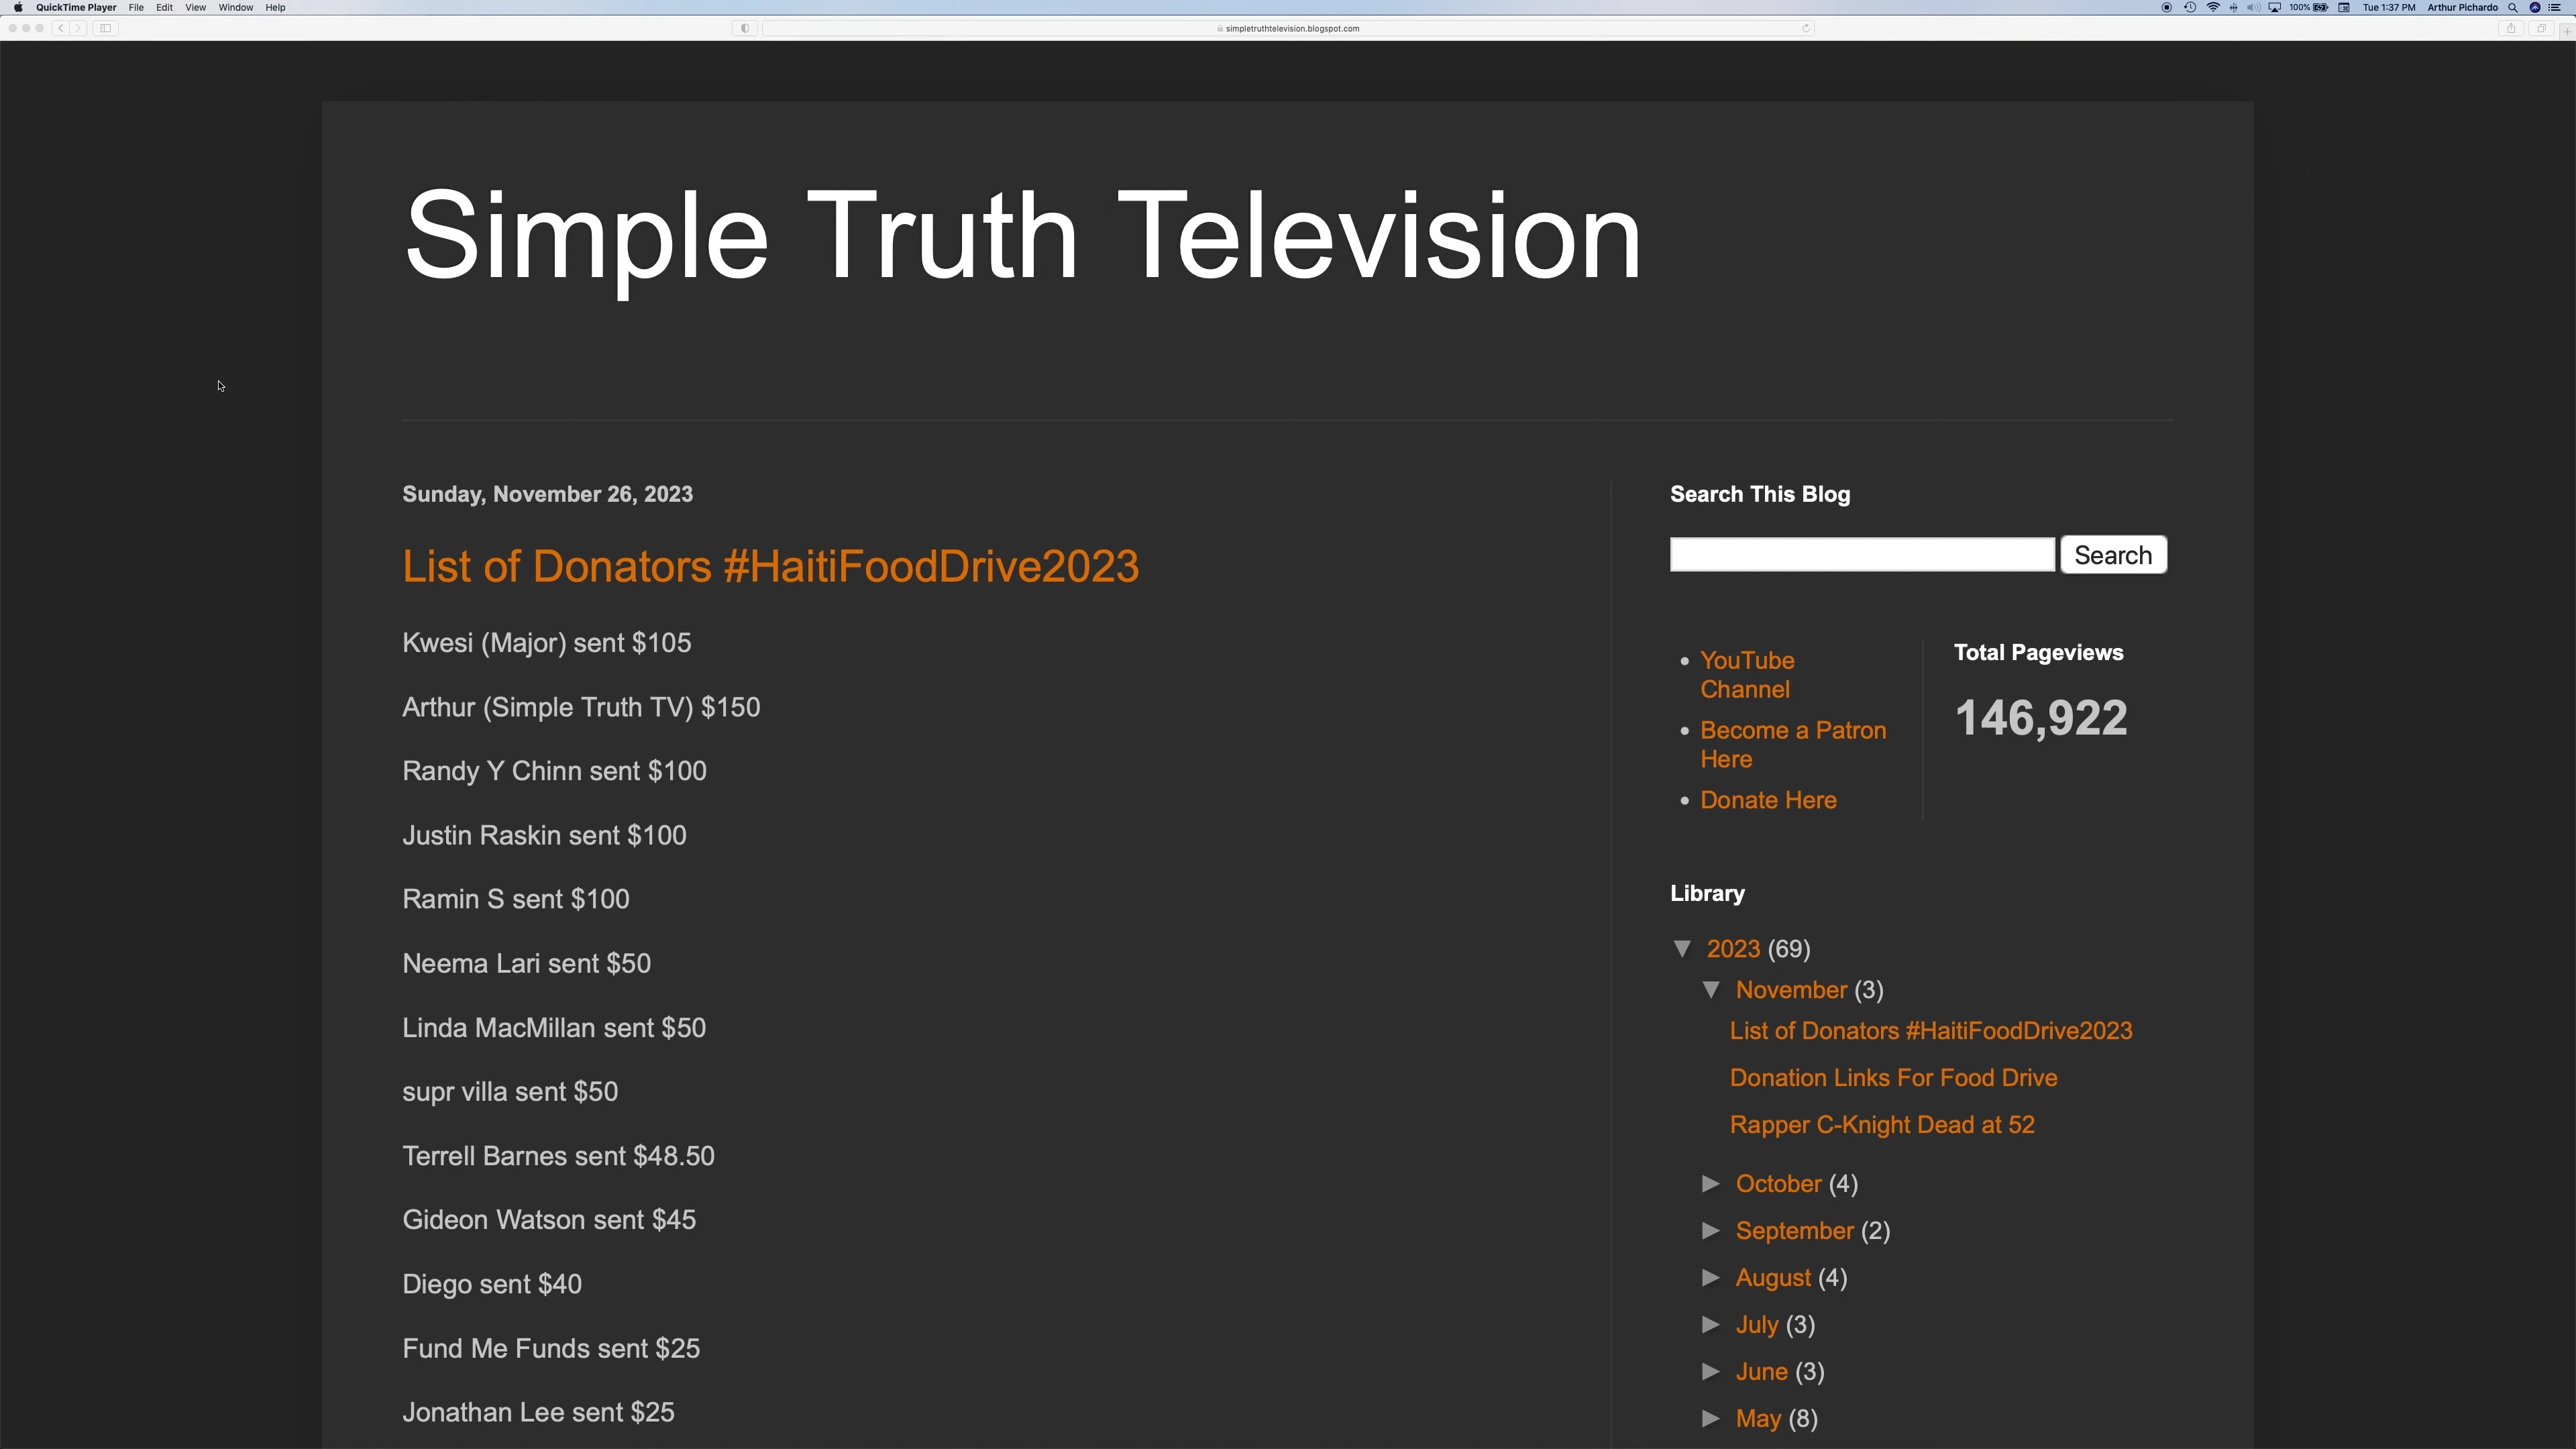 QuickTime Player File Edit View Window Help
100% Tue 1:37 PM Arthur Pichardo
simpletruthtelevision.blogspot.com
Simple Truth Television
Sunday, November 26, 2023
List of Donators #HaitiFoodDrive2023
Kwesi (Major) sent $105
Arthur (Simple Truth TV) $150
Randy Y Chinn sent $100
Justin Raskin sent $100
Ramin S sent $100
Neema Lari sent $50
Linda MacMillan sent $50
supr villa sent $50
Terrell Barnes sent $48.50
Gideon Watson sent $45
Diego sent $40
Fund Me Funds sent $25
Jonathan Lee sent $25
Search This Blog
Search
YouTube
Channel
Become a Patron
Here
Donate Here
Total Pageviews
146,922
Library
2023 (69)
November (3)
List of Donators #HaitiFoodDrive2023
Donation Links For Food Drive
Rapper C-Knight Dead at 52
October (4)
September (2)
August (4)
July (3)
June (3)
May (8)